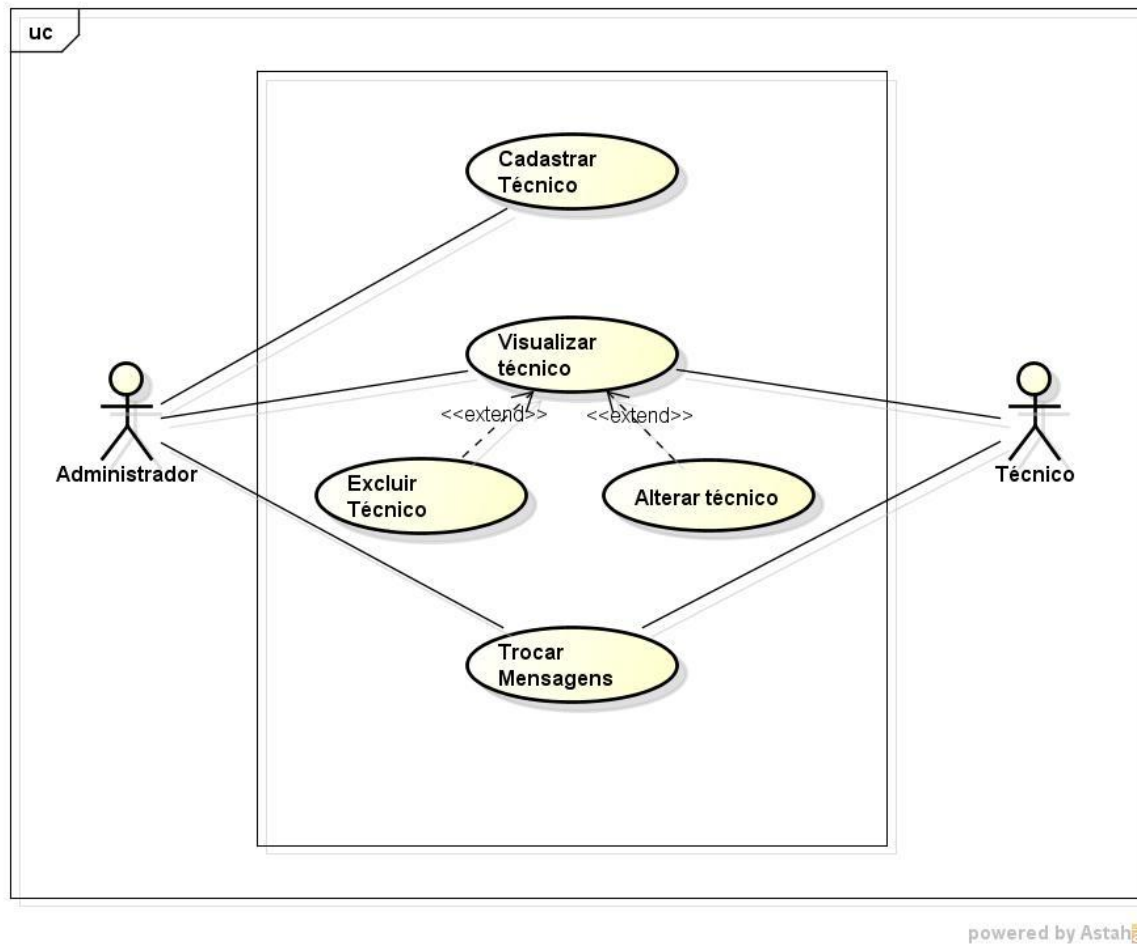 uc
Cadastrar
Técnico
Visualizar
técnico
<<extend>>
<<extend>>
Administrador
Técnico
Excluir
Técnico
Alterar técnico
Trocar
Mensagens
powered by Astah